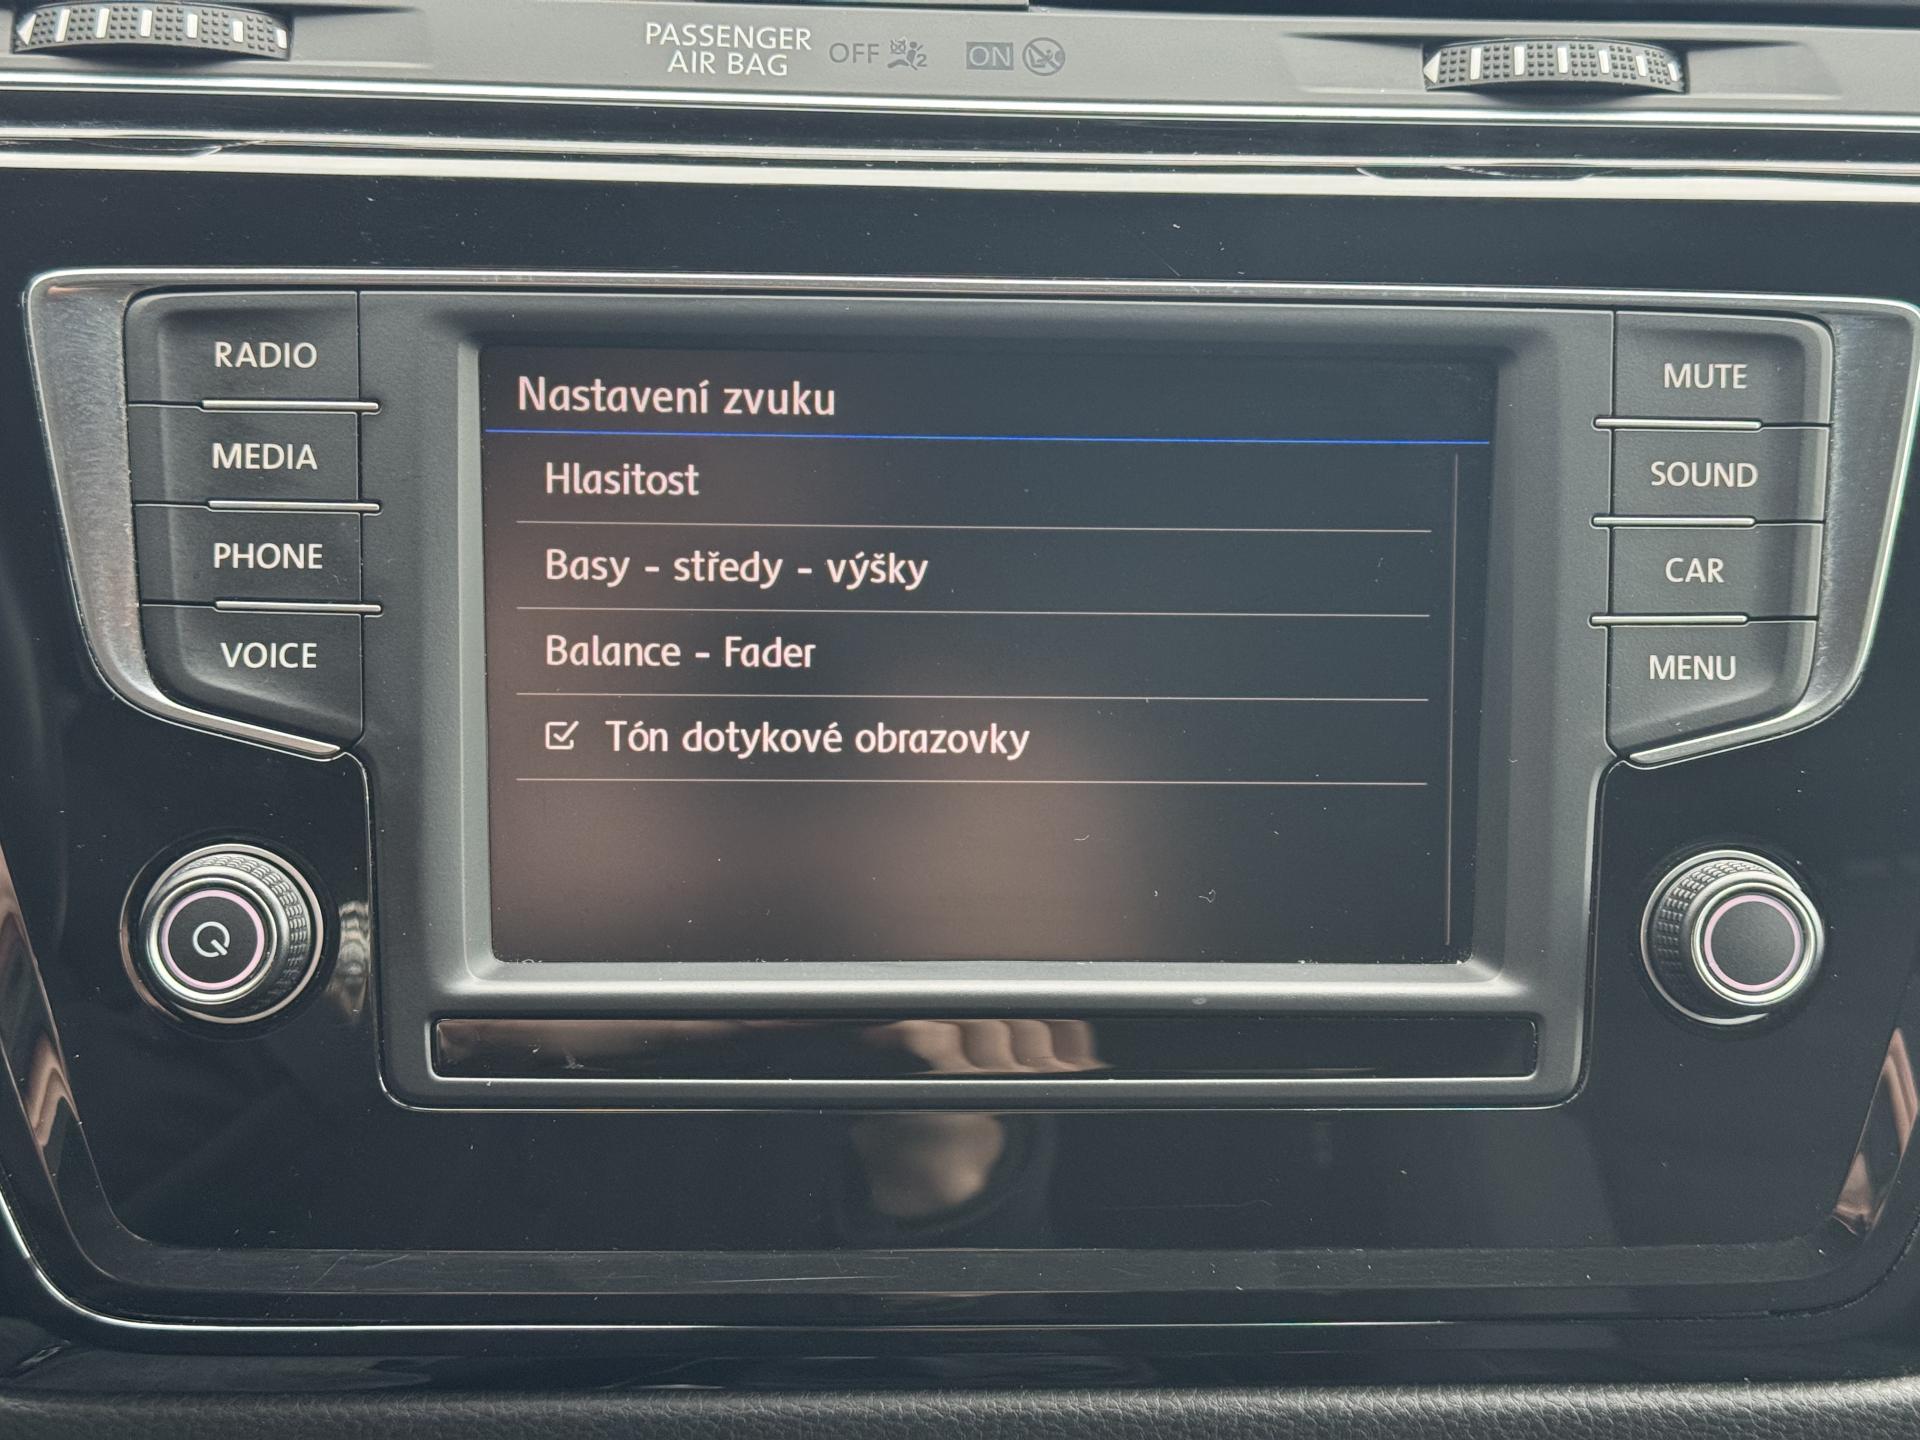 PASSENGER
AIR BAG
OFF
2
ON
RADIO
MEDIA
PHONE
VOICE
Nastavení zvuku
Hlasitost
Basy - středy - výšky
Balance - Fader
Tón dotykové obrazovky
MUTE
SOUND
CAR
MENU